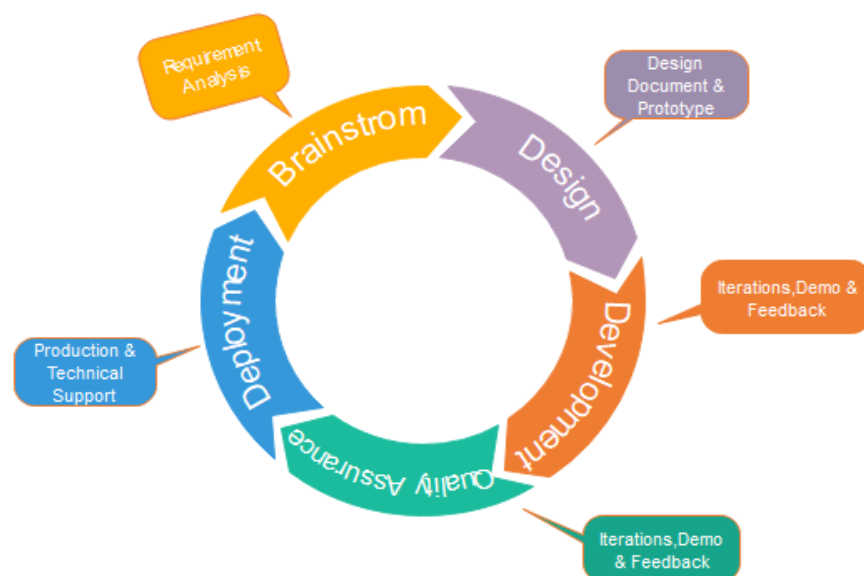 Requirement
Analysis
Brainstrom
Design
Document &
Prototype
Design
Iterations,Demo &
Feedback
Development
Iterations,Demo
& Feedback
Quality Assurance
Production &
Technical
Support
Deployment